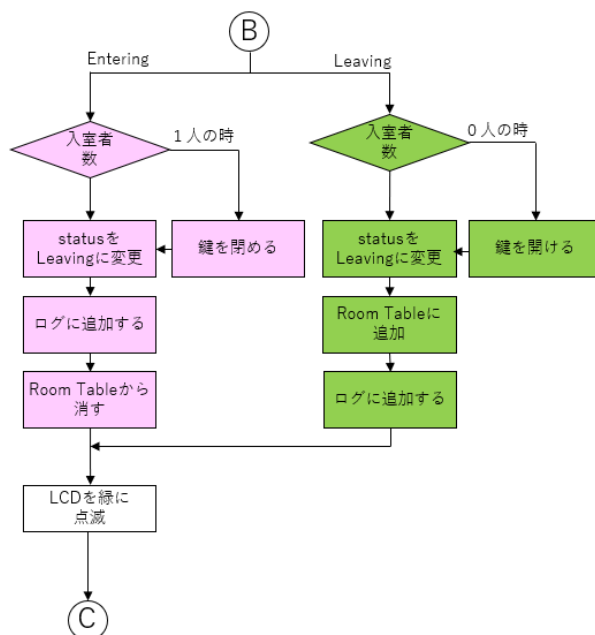 B
Entering
Leaving
入室者
数
1人の時
入室者
数
0人の時
statusを
Leavingに変更
鍵を閉める
statusを
Leavingに変更
鍵を開ける
ログに追加する
Room Tableに
追加
Room Tableから
消す
ログに追加する
LCDを緑に
点滅
C